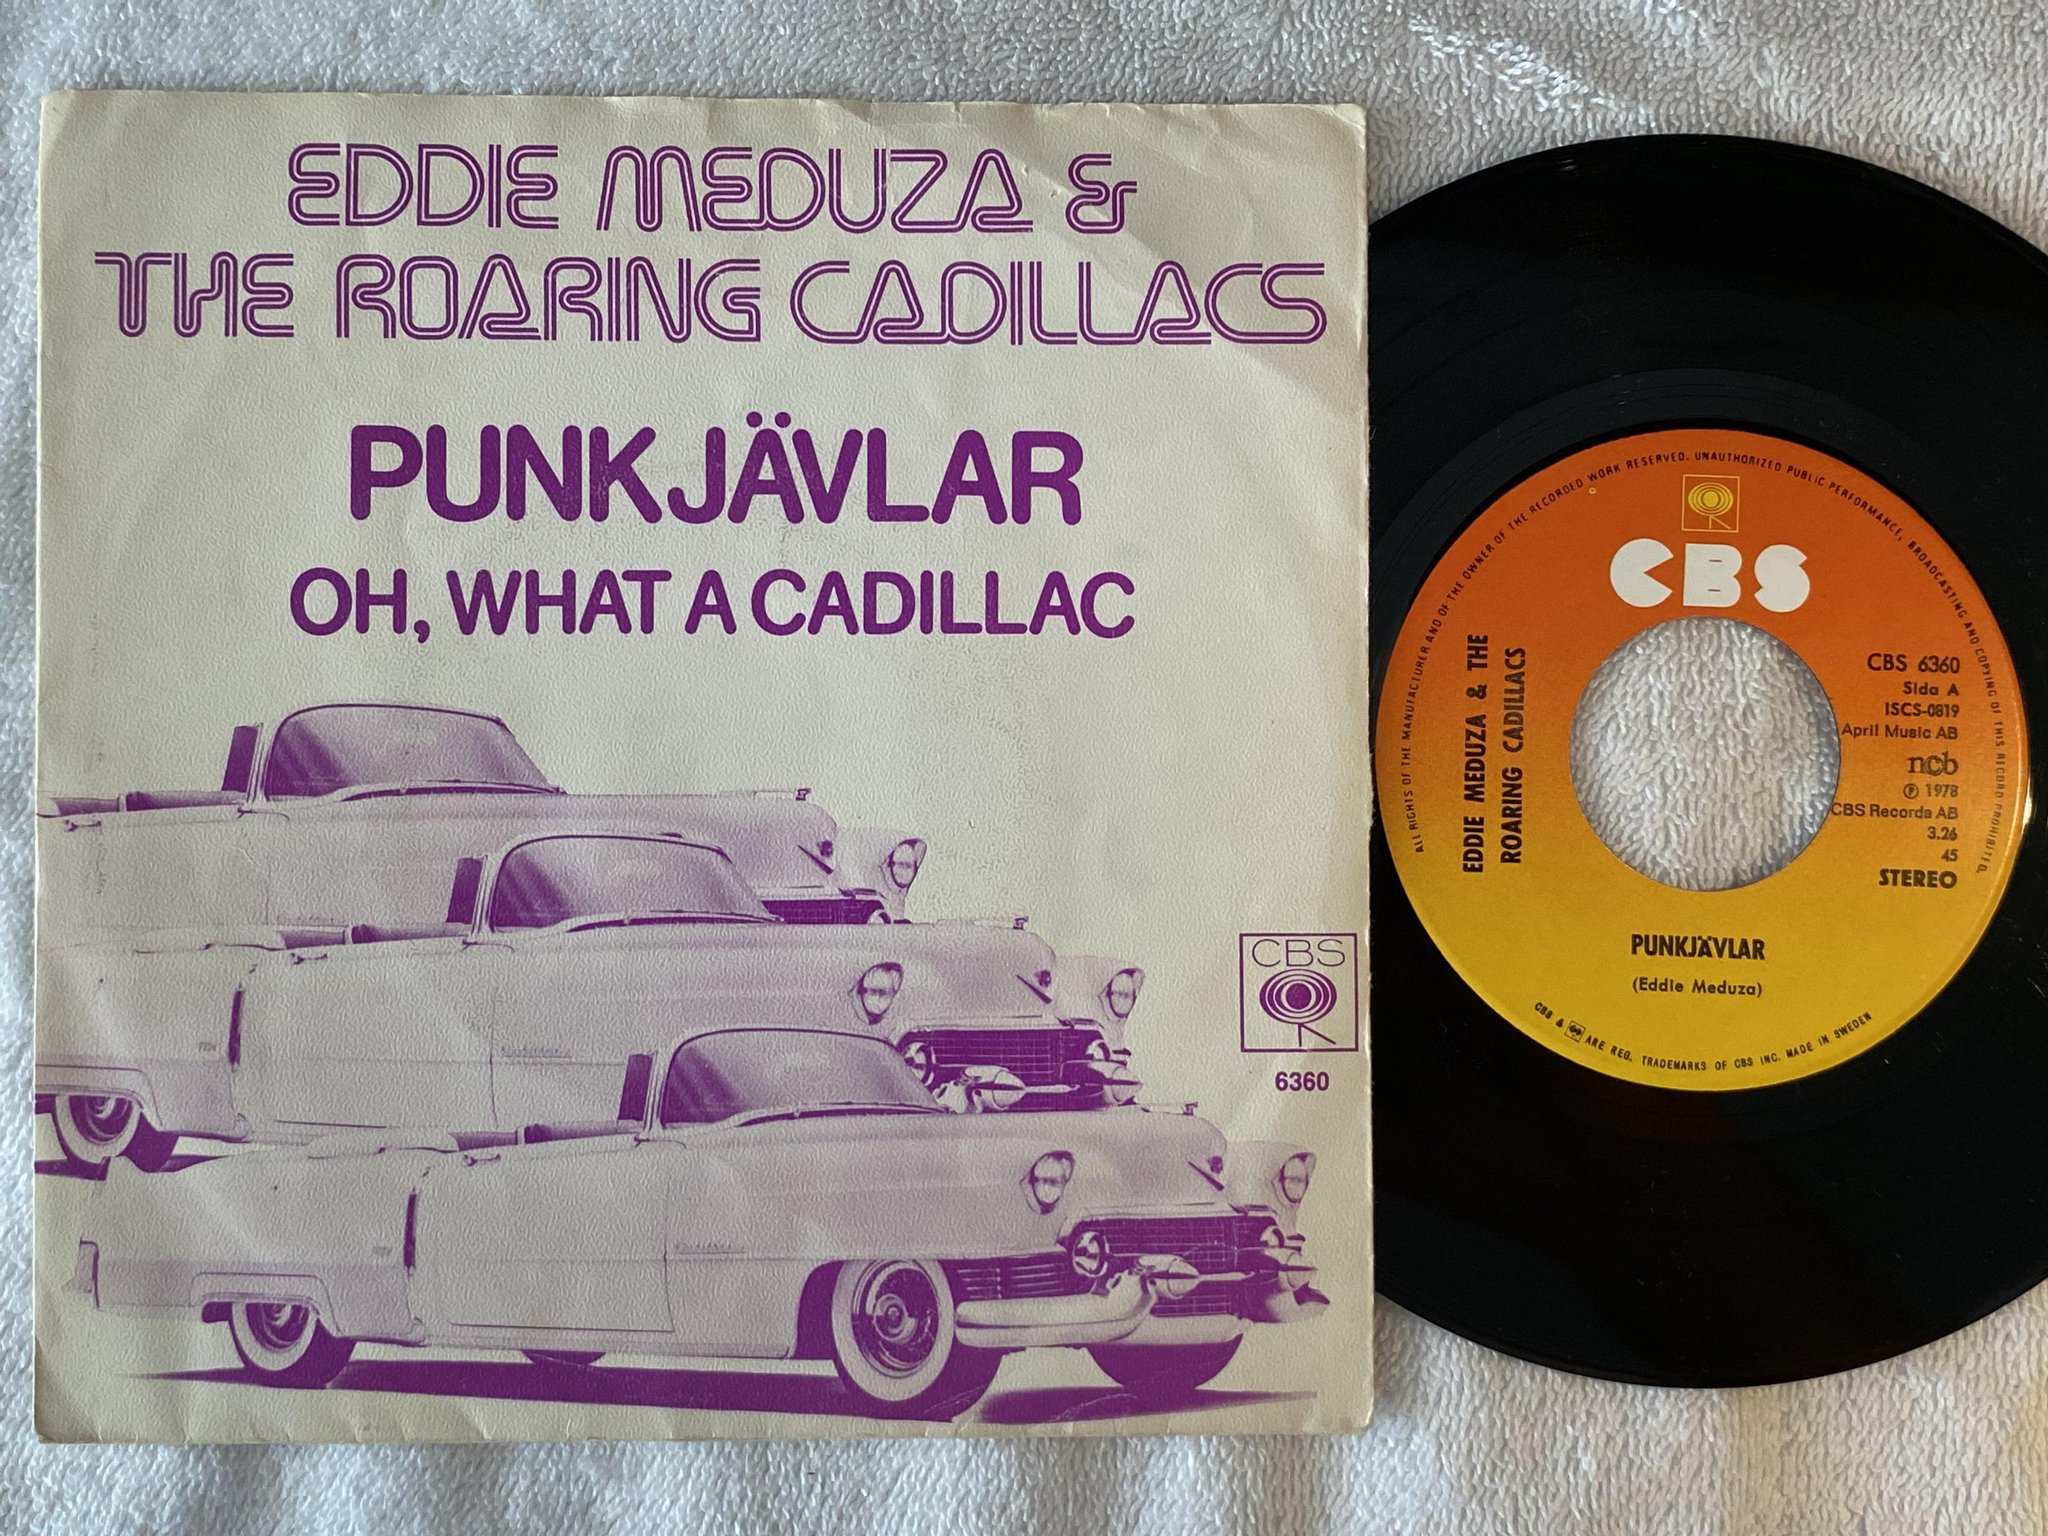 EDDIE MEDUZA &
THE ROARING CADILLACS
PUNKJÄVLAR
OH, WHAT A CADILLAC
CBS
6360
ALL RIGHTS OF THE MANUFACTURER AND OF THE OWNER OF THE RECORDED WORK RESERVED. UNAUTHORIZED PUBLIC PERFORMANCE, BROADCASTING AND COPYING OF THIS RECORD PROHIBITED.
CBS
EDDIE MEDUZA & THE
ROARING CADILLACS
CBS 6360
Sida A
ISCS-0819
April Music AB
ncb
℗ 1978
CBS Records AB
3.26
45
STEREO
PUNKJÄVLAR
(Eddie Meduza)
CBS & ARE REG. TRADEMARKS OF CBS INC. MADE IN SWEDEN